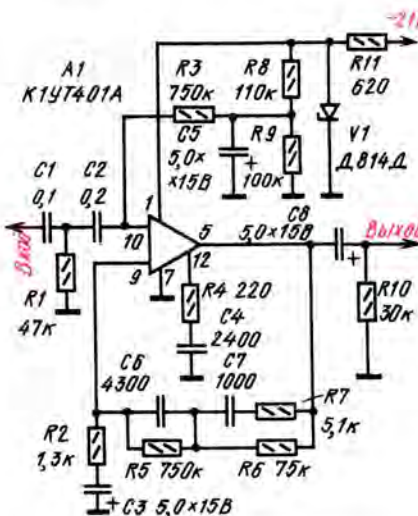 -21В
A1
К1УТ401А
R3
750к
R8
110к
R11
620
C5
5,0×
×15В
R9
100к
V1
Д814Д
C1
0,1
C2
0,2
1
10
9
7
12
5
C8
5,0×15В
Вход
Выход
R1
47к
R4 220
C4
2400
R10
30к
C6
4300
C7
1000
R7
5,1к
R2
1,3к
R5 750к
R6 75к
C3 5,0×15В